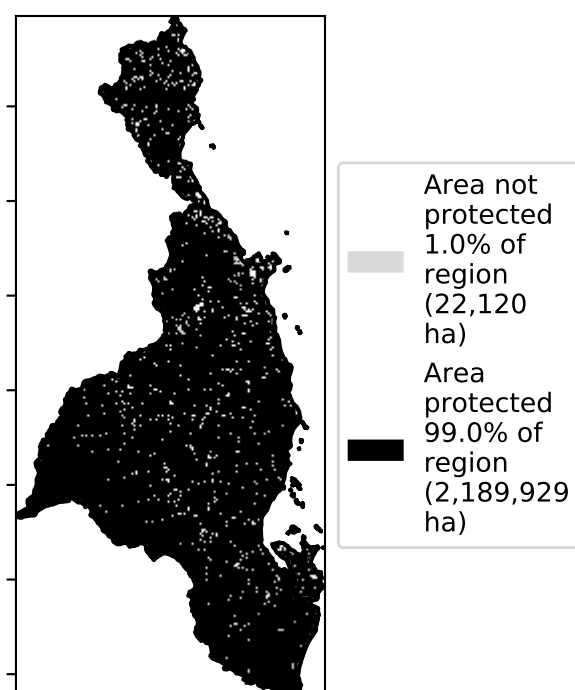 Area not
protected
1.0% of
region
(22,120
ha)
Area
protected
99.0% of
region
(2,189,929
ha)